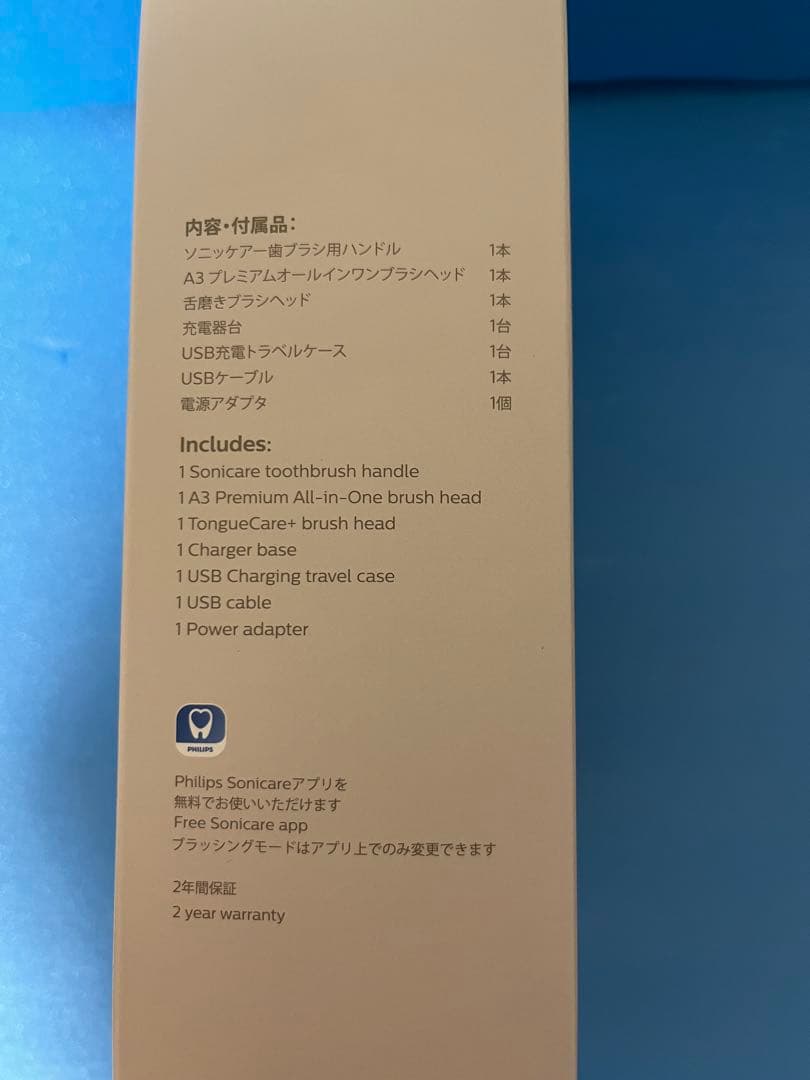 内容・付属品：
ソニッケアー歯ブラシ用ハンドル 1本
A3 プレミアムオールインワンブラシヘッド 1本
舌磨きブラシヘッド 1本
充電器台 1台
USB充電トラベルケース 1台
USBケーブル 1本
電源アダプタ 1個
Includes:
1 Sonicare toothbrush handle
1 A3 Premium All-in-One brush head
1 TongueCare+ brush head
1 Charger base
1 USB Charging travel case
1 USB cable
1 Power adapter
PHILIPS
Philips Sonicareアプリを
無料でお使いいただけます
Free Sonicare app
ブラッシングモードはアプリ上でのみ変更できます
2年間保証
2 year warranty